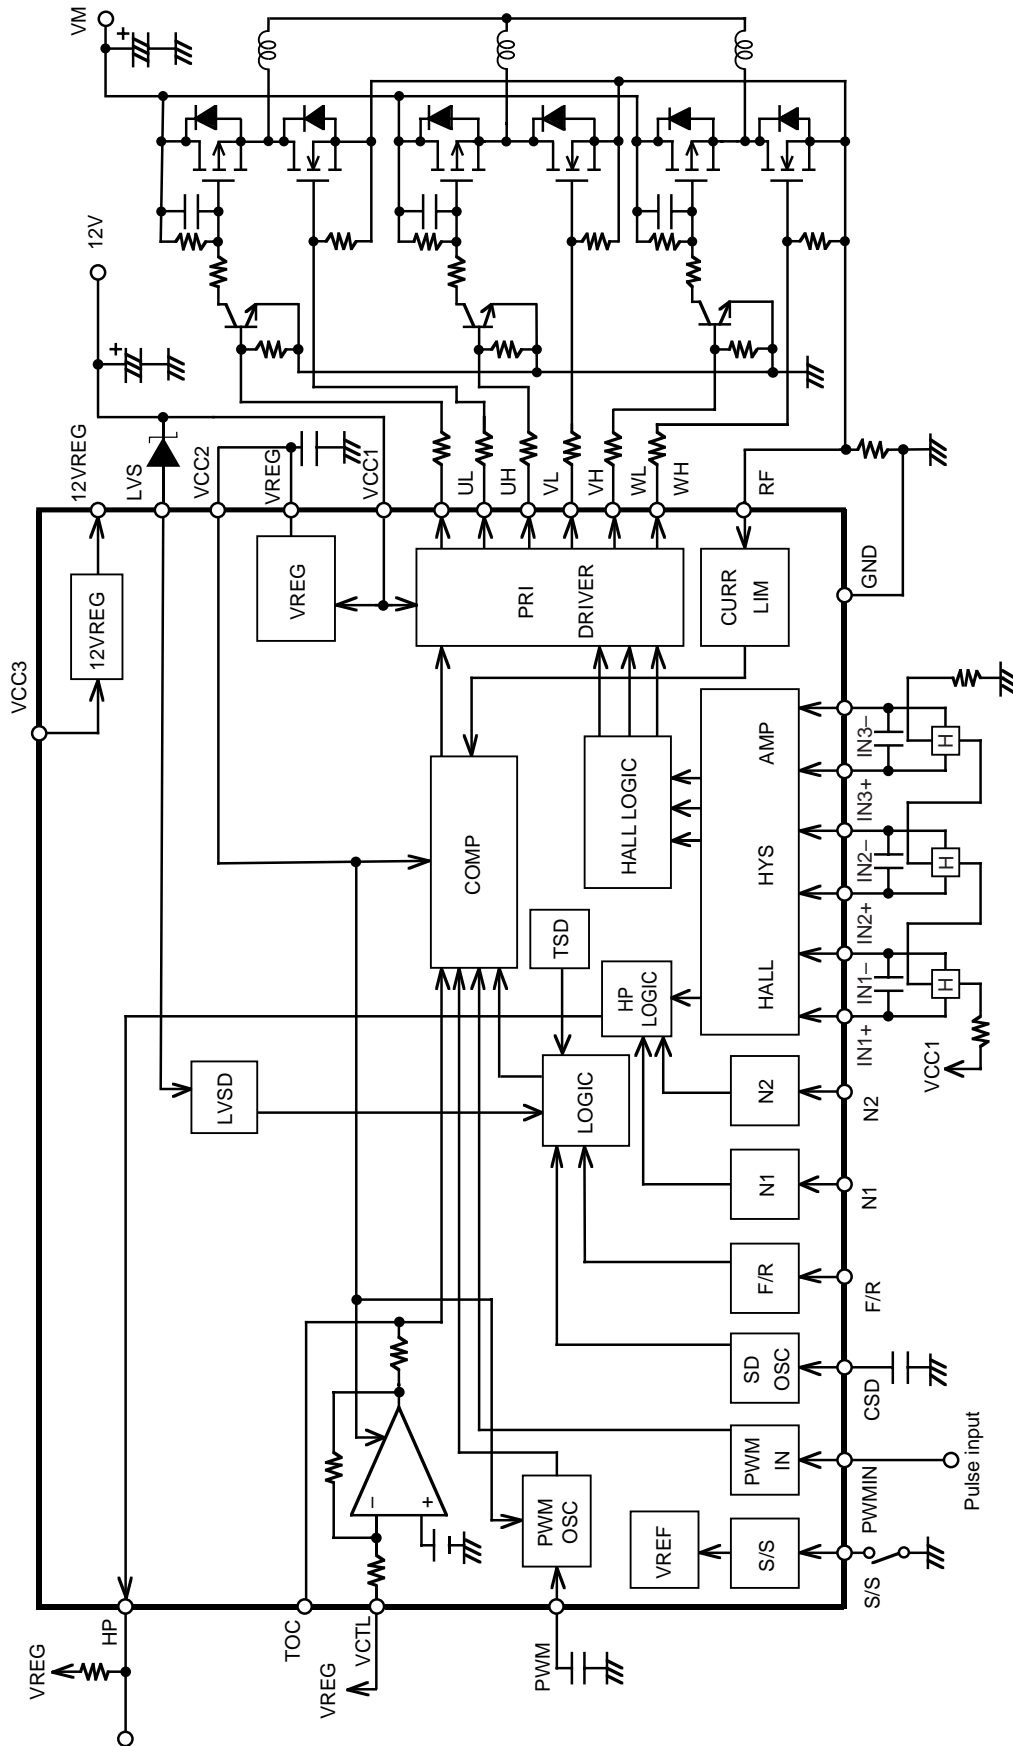 VM
+
12V
+
12VREG
LVS
VCC2
VREG
VCC1
UL
UH
VL
VH
WL
WH
RF
GND
VCC3
12VREG
VREG
PRI
DRIVER
CURR
LIM
COMP
HALL LOGIC
AMP
HYS
HALL
IN3−
IN3+
IN2−
IN2+
IN1−
IN1+
H
H
H
VCC1
TSD
HP
LOGIC
LVSD
LOGIC
N2
N2
N1
N1
F/R
F/R
SD
OSC
CSD
PWM
IN
PWMIN
Pulse input
−
+
PWM
OSC
VREF
S/S
S/S
HP
VREG
TOC
VCTL
VREG
PWM